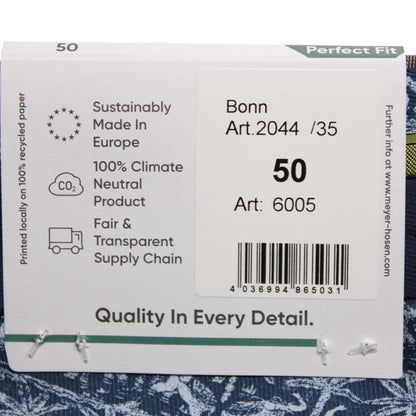 50
Perfect Fit
Printed locally on 100% recycled paper
Sustainably
Made In
Europe
CO₂
100% Climate
Neutral
Product
Fair &
Transparent
Supply Chain
Bonn
Art.2044 /35
50
Art: 6005
4 036994 865031
Further info at www.meyer-hosen.com
Quality In Every Detail.